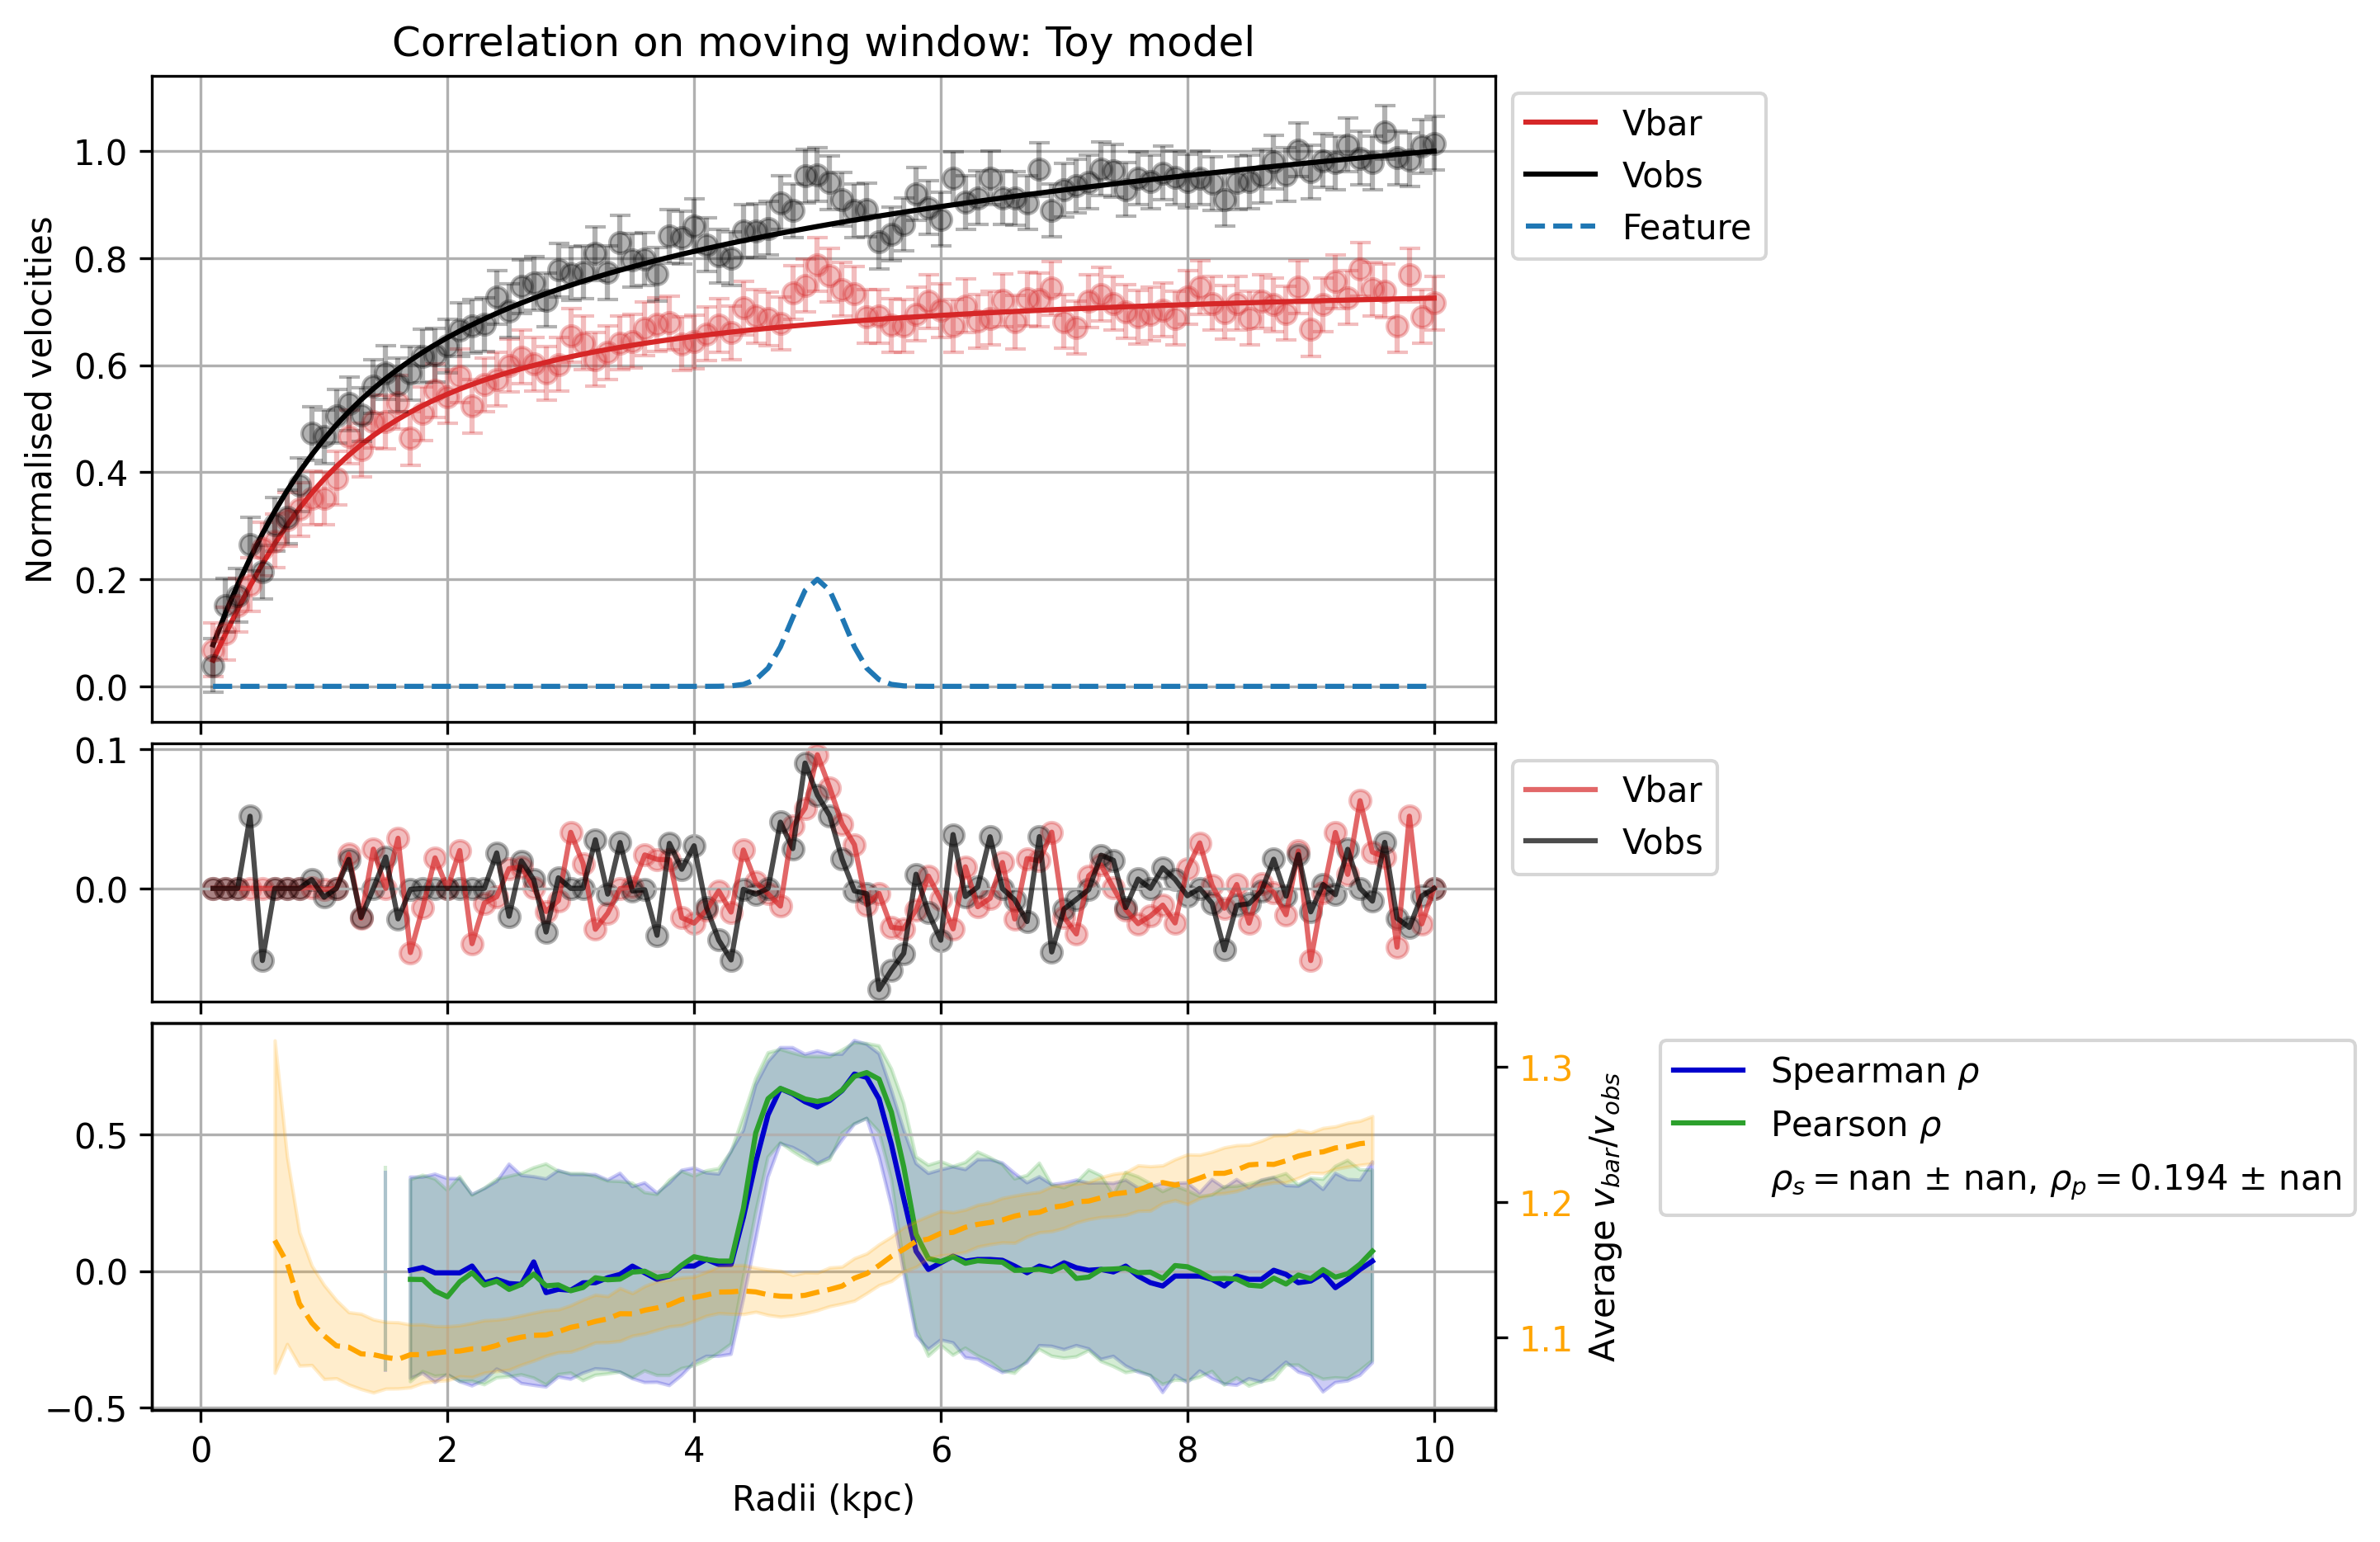 Correlation on moving window: Toy model
Normalised velocities
1.0
0.8
0.6
0.4
0.2
0.0
Vbar
Vobs
Feature
0.1
0.0
Vbar
Vobs
0.5
0.0
−0.5
1.3
1.2
1.1
Average v_bar/v_obs
Spearman ρ
Pearson ρ
ρ_s = nan ± nan, ρ_p = 0.194 ± nan
0 2 4 6 8 10
Radii (kpc)